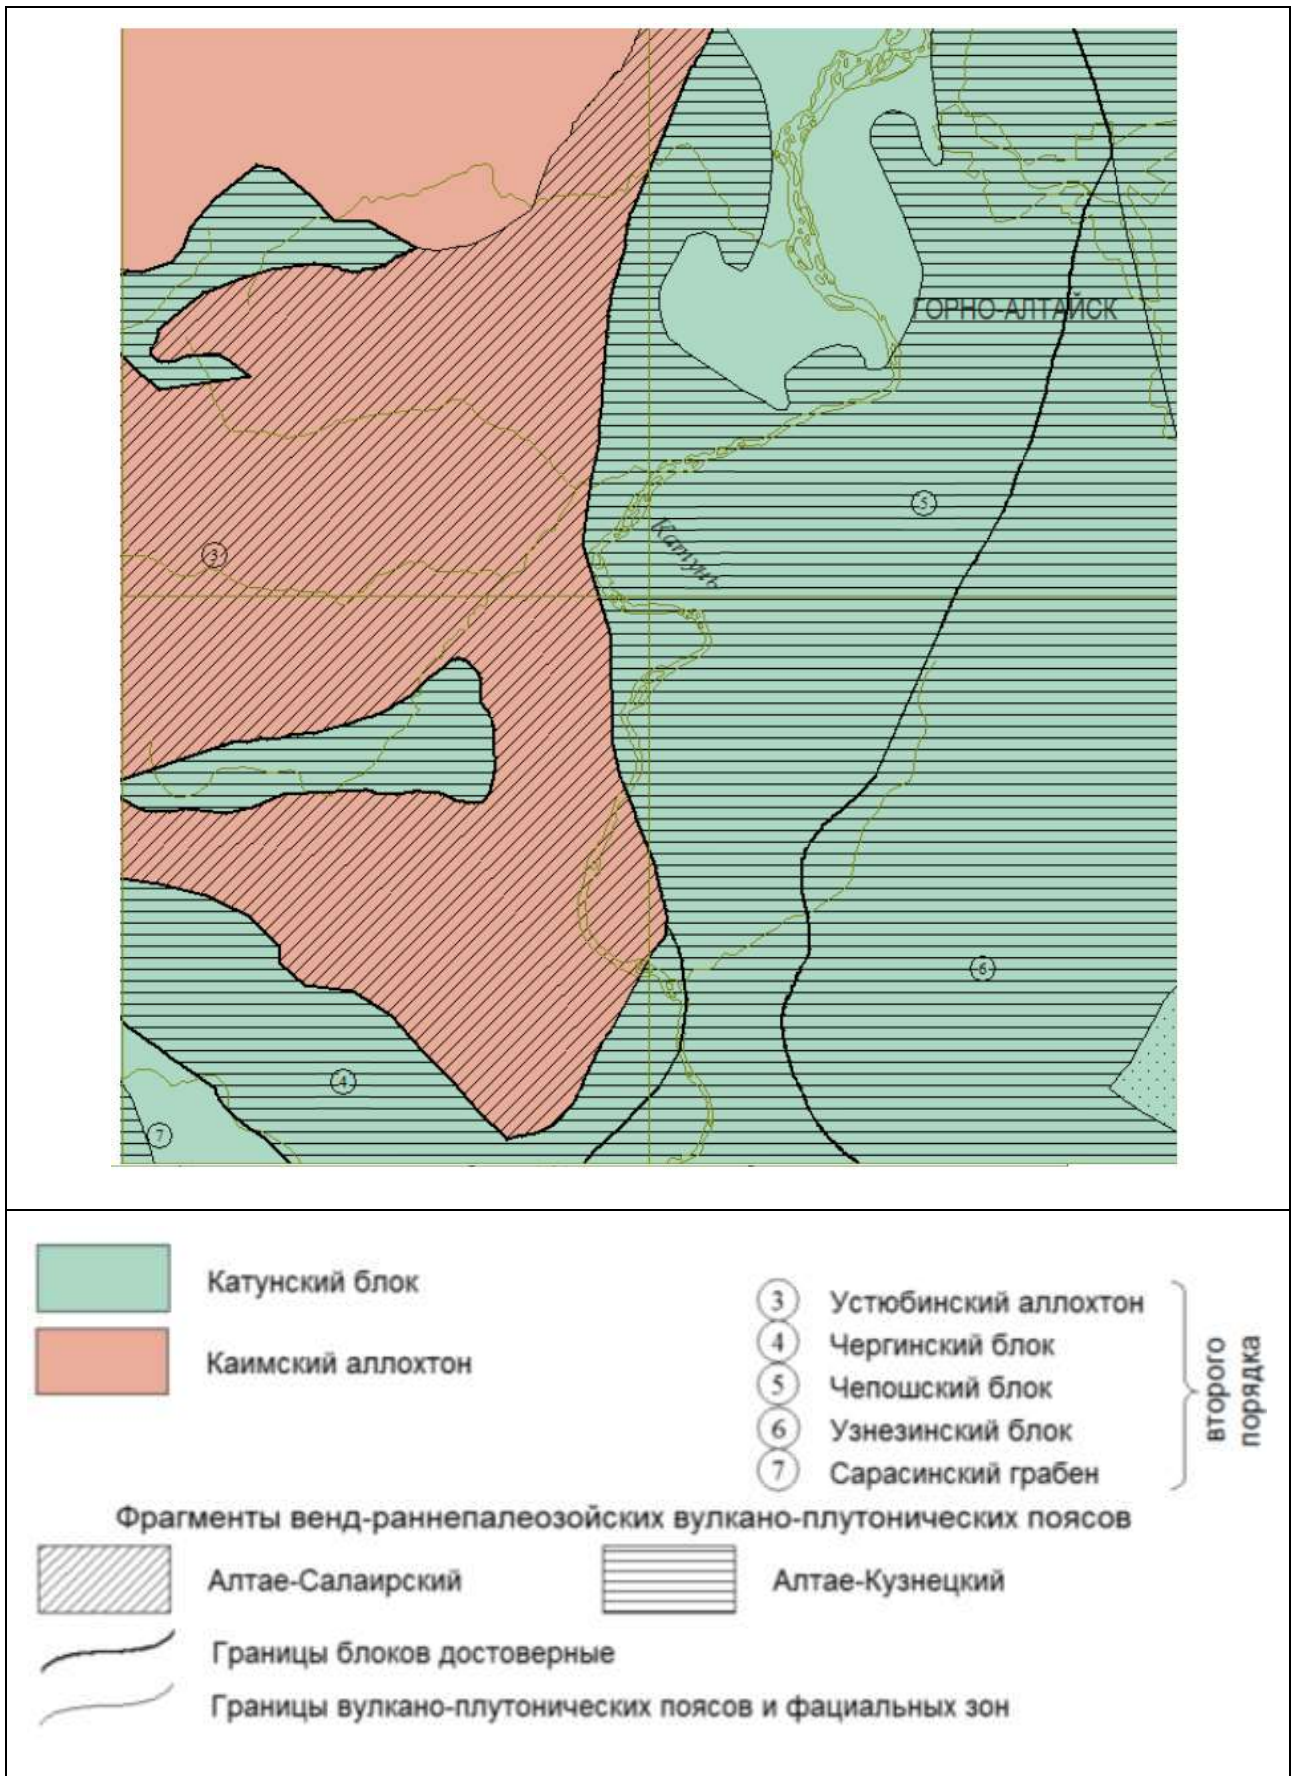 ГОРНО-АЛТАЙСК
5
Катунь
3
6
4
7
Катунский блок
Каимский аллохтон
3 Устюбинский аллохтон
4 Чергинский блок
5 Чепошский блок
6 Узнезинский блок
7 Сарасинский грабен
второго
порядка
Фрагменты венд-раннепалеозойских вулкано-плутонических поясов
Алтае-Салаирский
Алтае-Кузнецкий
Границы блоков достоверные
Границы вулкано-плутонических поясов и фациальных зон